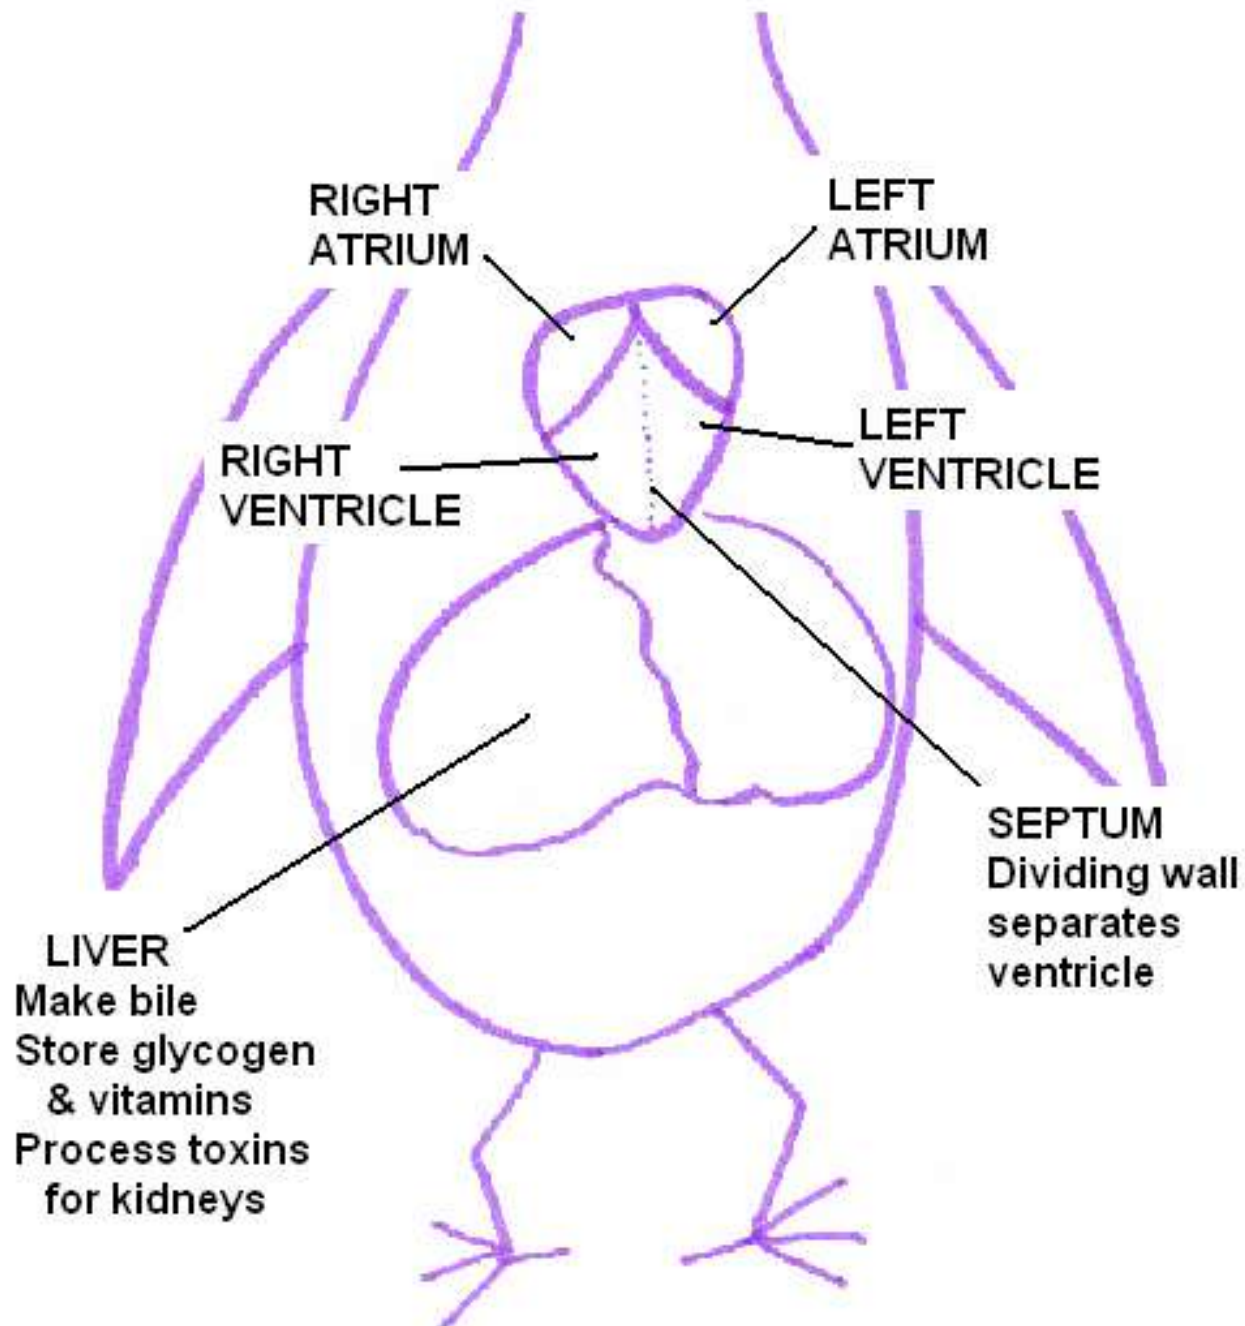 RIGHT
ATRIUM
LEFT
ATRIUM
RIGHT
VENTRICLE
LEFT
VENTRICLE
SEPTUM
Dividing wall
separates
ventricle
LIVER
Make bile
Store glycogen
& vitamins
Process toxins
for kidneys